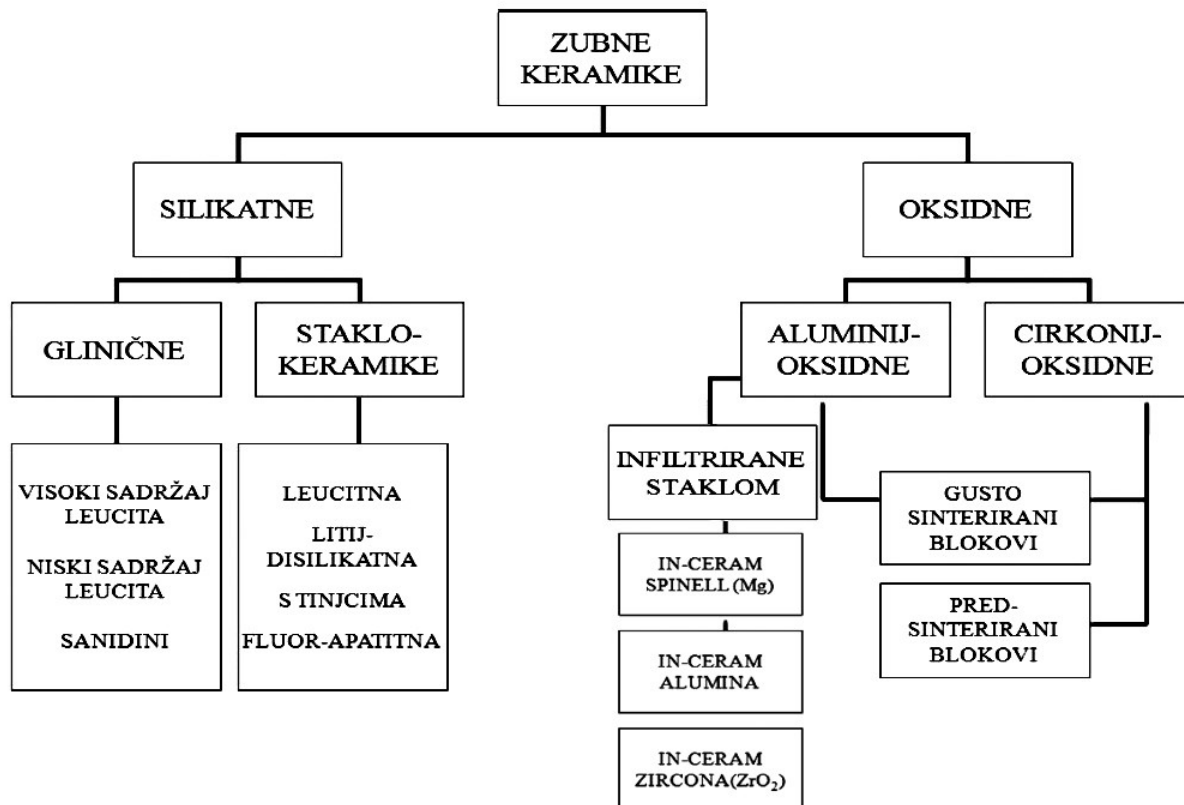 ZUBNE
KERAMIKE
SILIKATNE
OKSIDNE
GLINIČNE
STAKLO-
KERAMIKE
ALUMINIJ-
OKSIDNE
CIRKONIJ-
OKSIDNE
VISOKI SADRŽAJ
LEUCITA
NISKI SADRŽAJ
LEUCITA
SANIDINI
LEUCITNA
LITIJ-
DISILIKATNA
S TINJCIMA
FLUOR-APATITNA
INFILTRIRANE
STAKLOM
IN-CERAM
SPINELL (Mg)
IN-CERAM
ALUMINA
IN-CERAM
ZIRCONA(ZrO₂)
GUSTO
SINTERIRANI
BLOKOVI
PRED-
SINTERIRANI
BLOKOVI